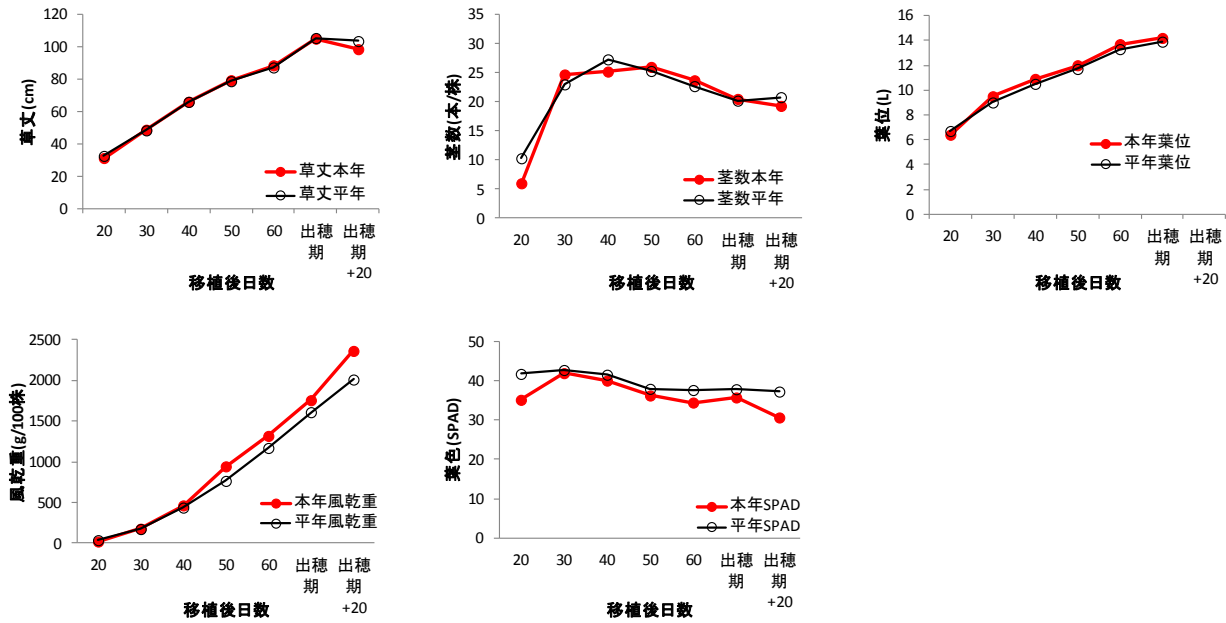 草丈(cm)
120
100
80
60
40
20
0
草丈本年
草丈平年
20 30 40 50 60 出穂期 出穂期+20
移植後日数
茎数(本/株)
35
30
25
20
15
10
5
0
茎数本年
茎数平年
20 30 40 50 60 出穂期 出穂期+20
移植後日数
葉位(L)
16
14
12
10
8
6
4
2
0
本年葉位
平年葉位
20 30 40 50 60 出穂期 出穂期+20
移植後日数
風乾重(g/100株)
2500
2000
1500
1000
500
0
本年風乾重
平年風乾重
20 30 40 50 60 出穂期 出穂期+20
移植後日数
葉色(SPAD)
50
40
30
20
10
0
本年SPAD
平年SPAD
20 30 40 50 60 出穂期 出穂期+20
移植後日数